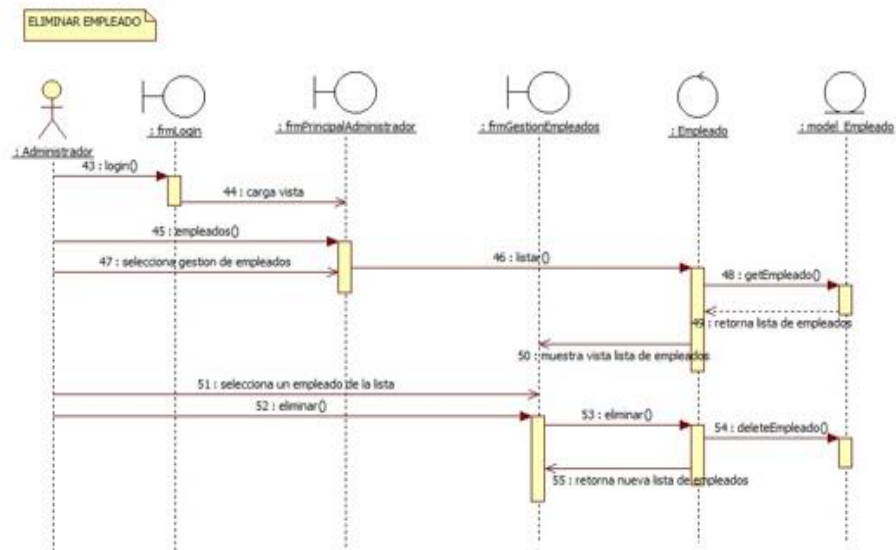 ELIMINAR EMPLEADO
: Administrador
: frmLogin
: frmPrincipalAdministrador
: frmGestionEmpleados
: Empleado
: model_Empleado
43 : login()
44 : carga vista
45 : empleados()
46 : listar()
47 : selecciona gestion de empleados
48 : getEmpleado()
49 : retorna lista de empleados
50 : muestra vista lista de empleados
51 : selecciona un empleado de la lista
52 : eliminar()
53 : eliminar()
54 : deleteEmpleado()
55 : retorna nueva lista de empleados